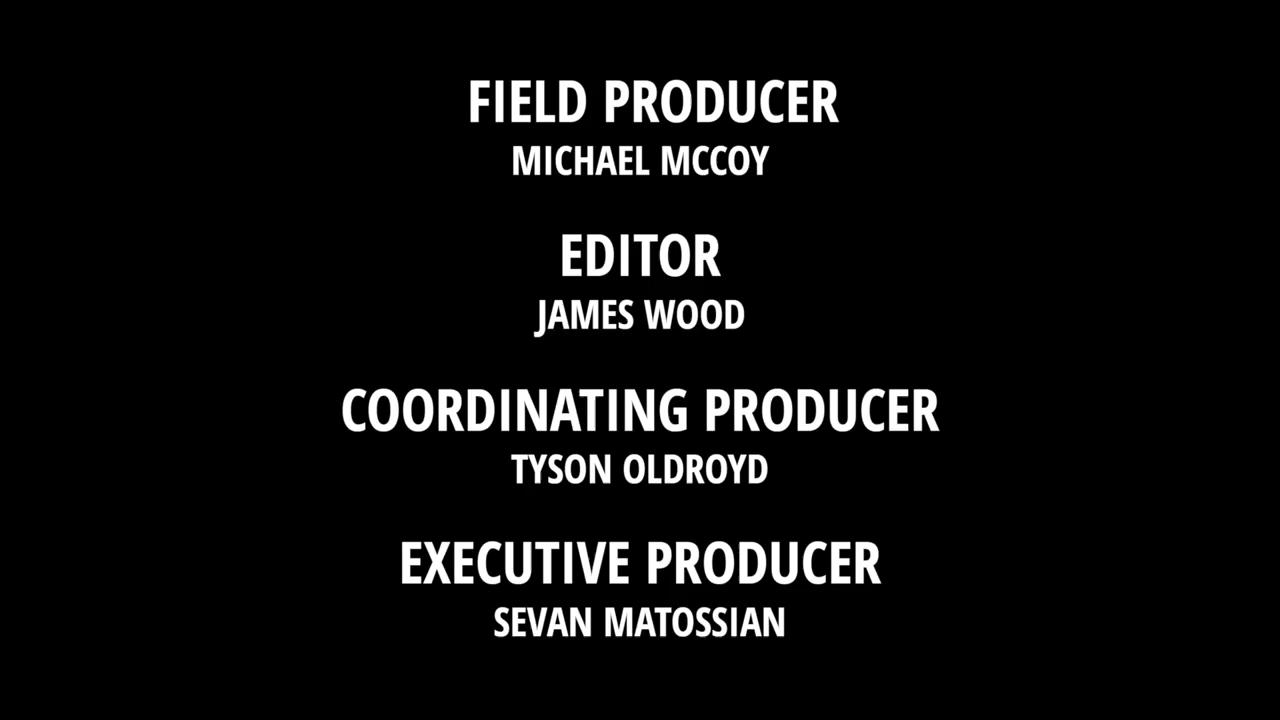 FIELD PRODUCER
MICHAEL MCCOY
EDITOR
JAMES WOOD
COORDINATING PRODUCER
TYSON OLDROYD
EXECUTIVE PRODUCER
SEVAN MATOSSIAN